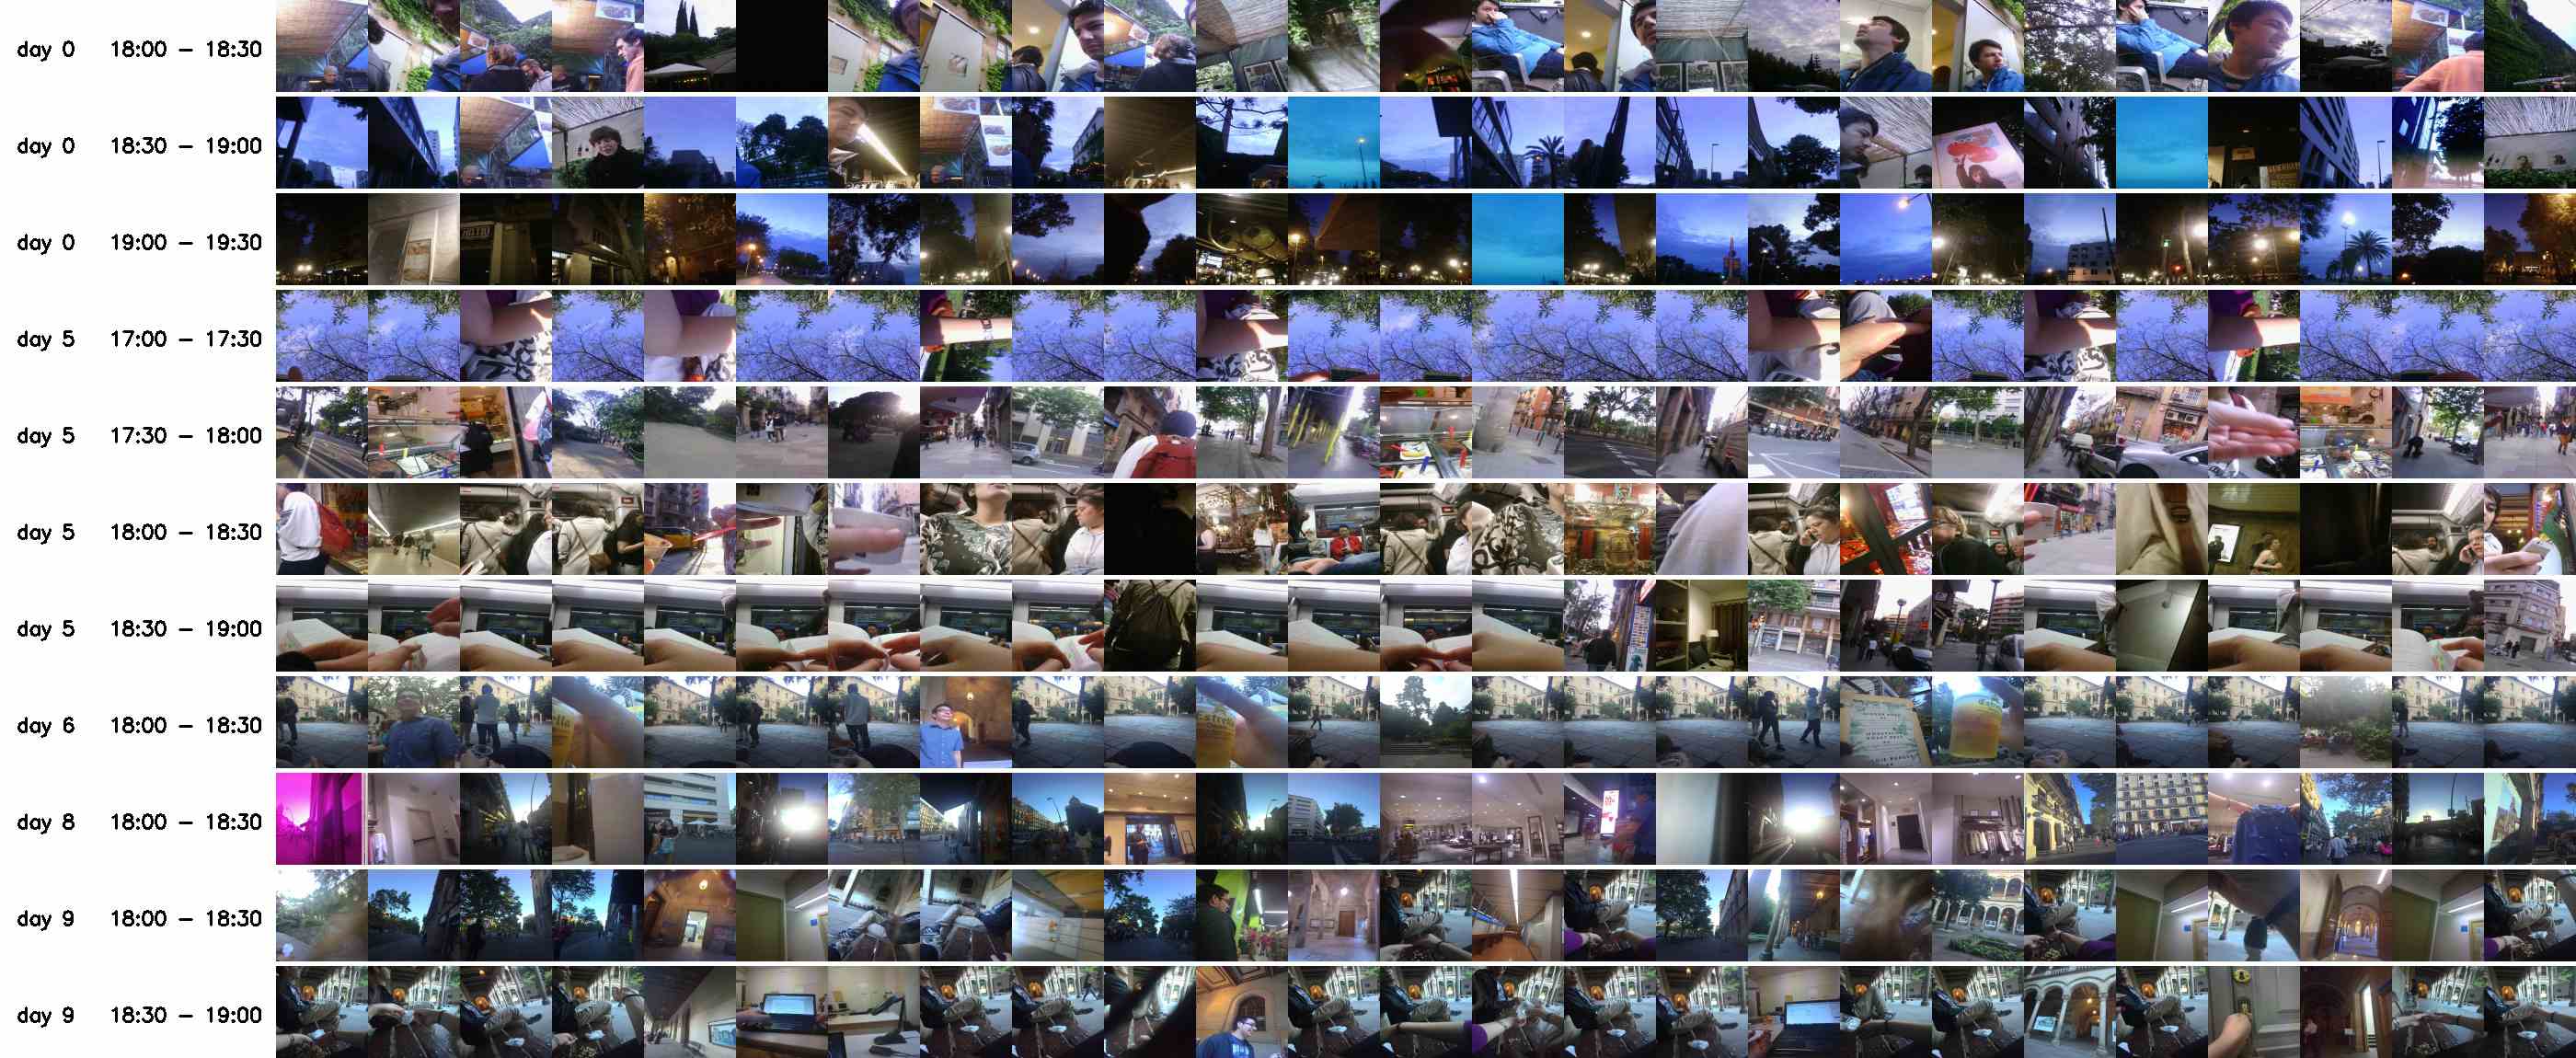 day 0 18:00 - 18:30
day 0 18:30 - 19:00
day 0 19:00 - 19:30
day 5 17:00 - 17:30
day 5 17:30 - 18:00
day 5 18:00 - 18:30
day 5 18:30 - 19:00
day 6 18:00 - 18:30
day 8 18:00 - 18:30
day 9 18:00 - 18:30
day 9 18:30 - 19:00